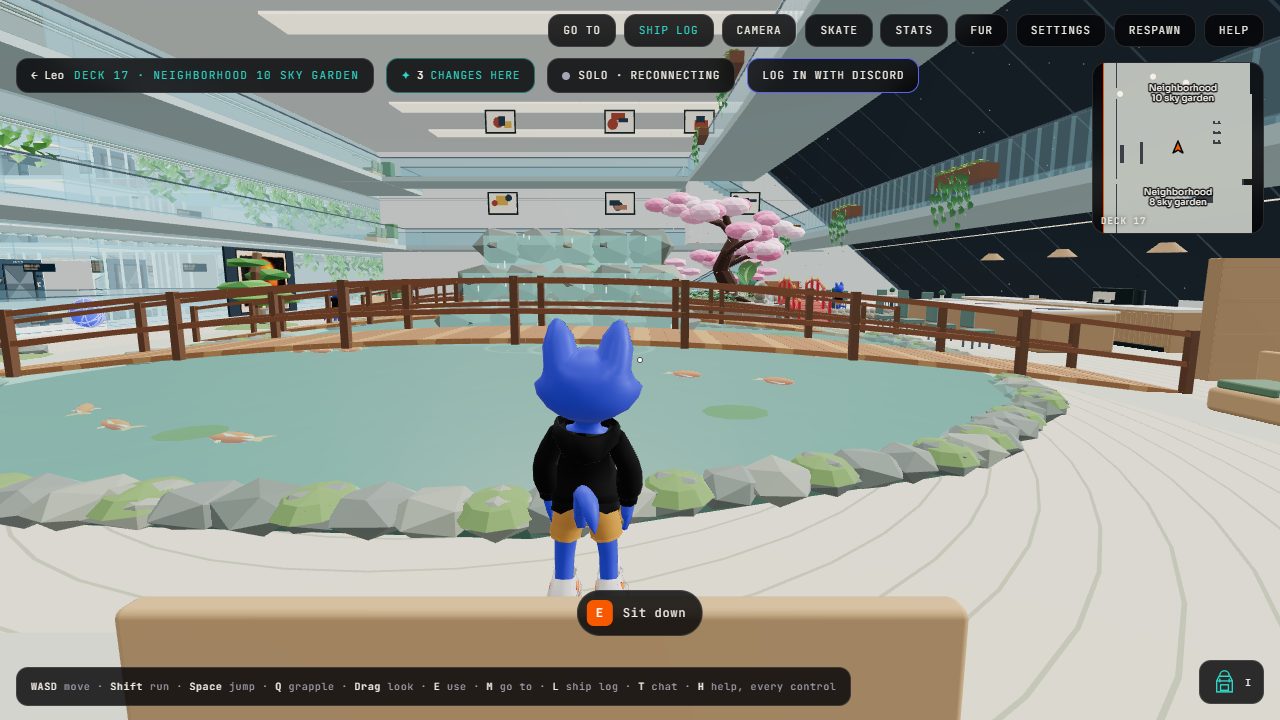 GO TO
SHIP LOG
CAMERA
SKATE
STATS
FUR
SETTINGS
RESPAWN
HELP
← Leo DECK 17 · NEIGHBORHOOD 10 SKY GARDEN
✦ 3 CHANGES HERE
SOLO · RECONNECTING
LOG IN WITH DISCORD
Neighborhood
10 sky garden
Neighborhood
8 sky garden
DECK 17
E Sit down
WASD move · Shift run · Space jump · Q grapple · Drag look · E use · M go to · L ship log · T chat · H help, every control
I